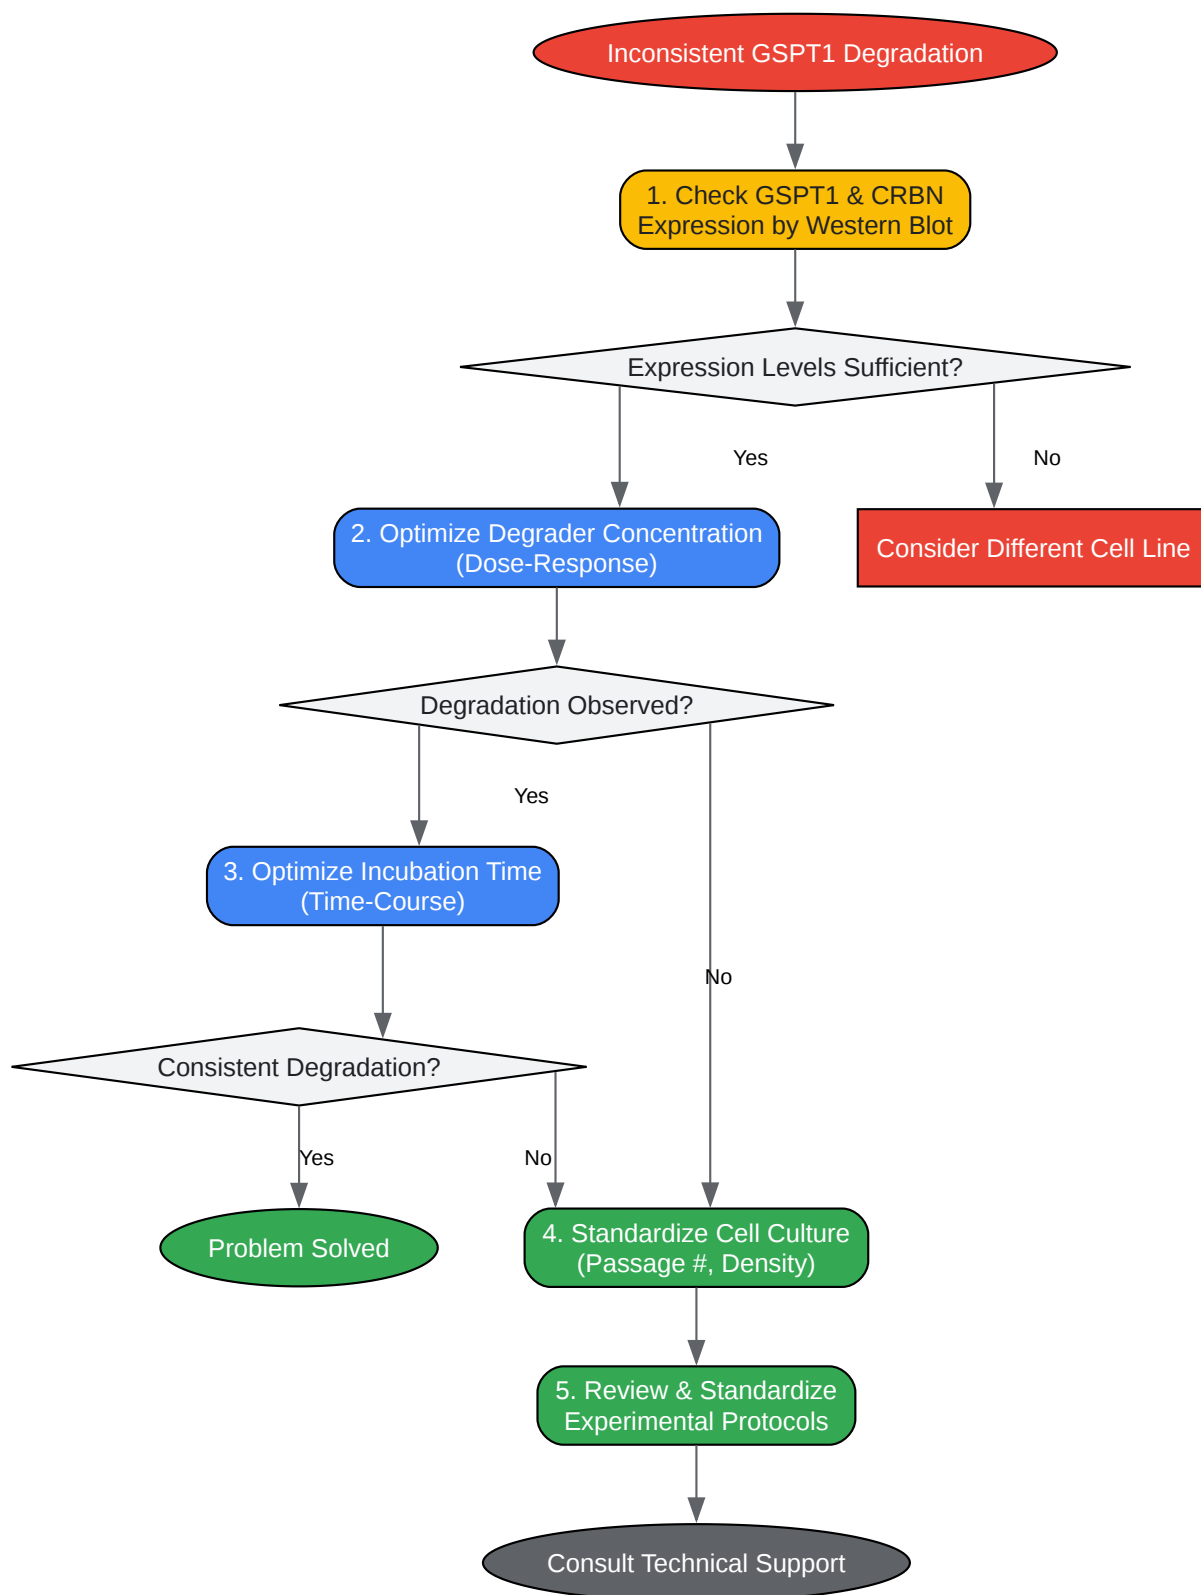 Inconsistent GSPT1 Degradation
1. Check GSPT1 & CRBN
Expression by Western Blot
Expression Levels Sufficient?
Yes
No
2. Optimize Degrader Concentration
(Dose-Response)
Consider Different Cell Line
Degradation Observed?
Yes
3. Optimize Incubation Time
(Time-Course)
No
Consistent Degradation?
Yes
No
Problem Solved
4. Standardize Cell Culture
(Passage #, Density)
5. Review & Standardize
Experimental Protocols
Consult Technical Support